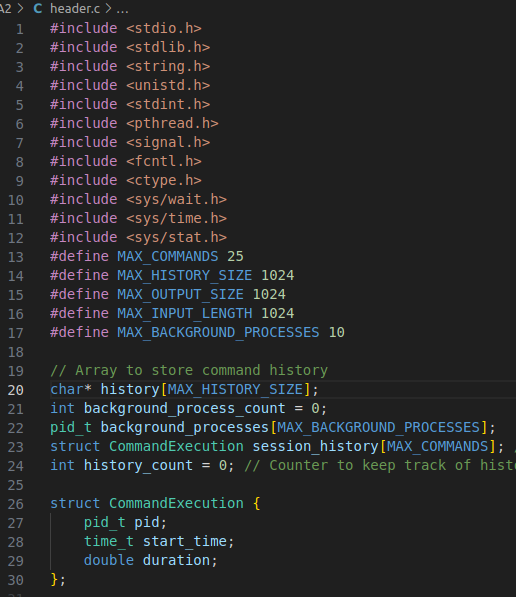 A2 > C header.c > ...
1 #include <stdio.h>
2 #include <stdlib.h>
3 #include <string.h>
4 #include <unistd.h>
5 #include <stdint.h>
6 #include <pthread.h>
7 #include <signal.h>
8 #include <fcntl.h>
9 #include <ctype.h>
10 #include <sys/wait.h>
11 #include <sys/time.h>
12 #include <sys/stat.h>
13 #define MAX_COMMANDS 25
14 #define MAX_HISTORY_SIZE 1024
15 #define MAX_OUTPUT_SIZE 1024
16 #define MAX_INPUT_LENGTH 1024
17 #define MAX_BACKGROUND_PROCESSES 10
18
19 // Array to store command history
20 char* history[MAX_HISTORY_SIZE];
21 int background_process_count = 0;
22 pid_t background_processes[MAX_BACKGROUND_PROCESSES];
23 struct CommandExecution session_history[MAX_COMMANDS];
24 int history_count = 0; // Counter to keep track of
25
26 struct CommandExecution {
27 pid_t pid;
28 time_t start_time;
29 double duration;
30 };